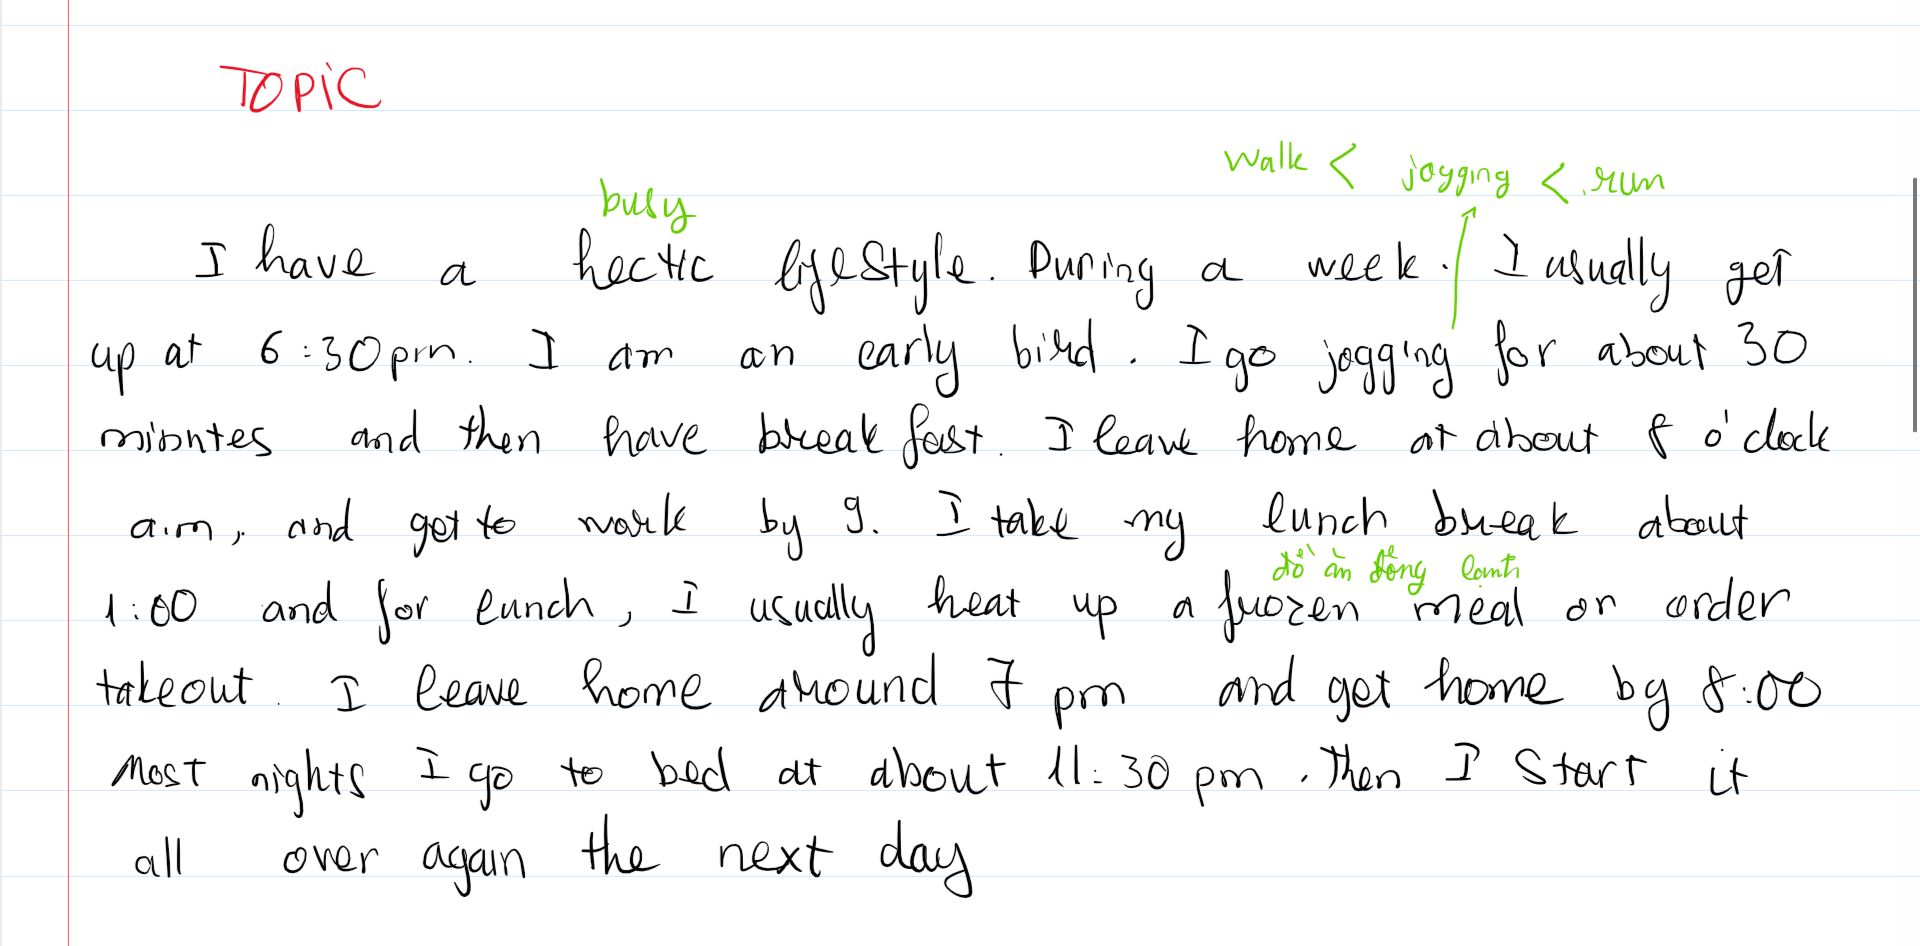 TOPIC
walk < jogging < run
busy
I have a hectic lifestyle. During a week. I usually get
up at 6:30pm. I am an early bird. I go jogging for about 30
minntes and then have breakfast. I leave home at about 8 o'clock
a.m, and get to work by 9. I take my lunch break about
đồ ăn đông lạnh
1:00 and for lunch, I usually heat up a frozen meal or order
takeout. I leave home around 7 pm and get home by 8:00
Most nights I go to bed at about 11:30 pm. Then I start it
all over again the next day